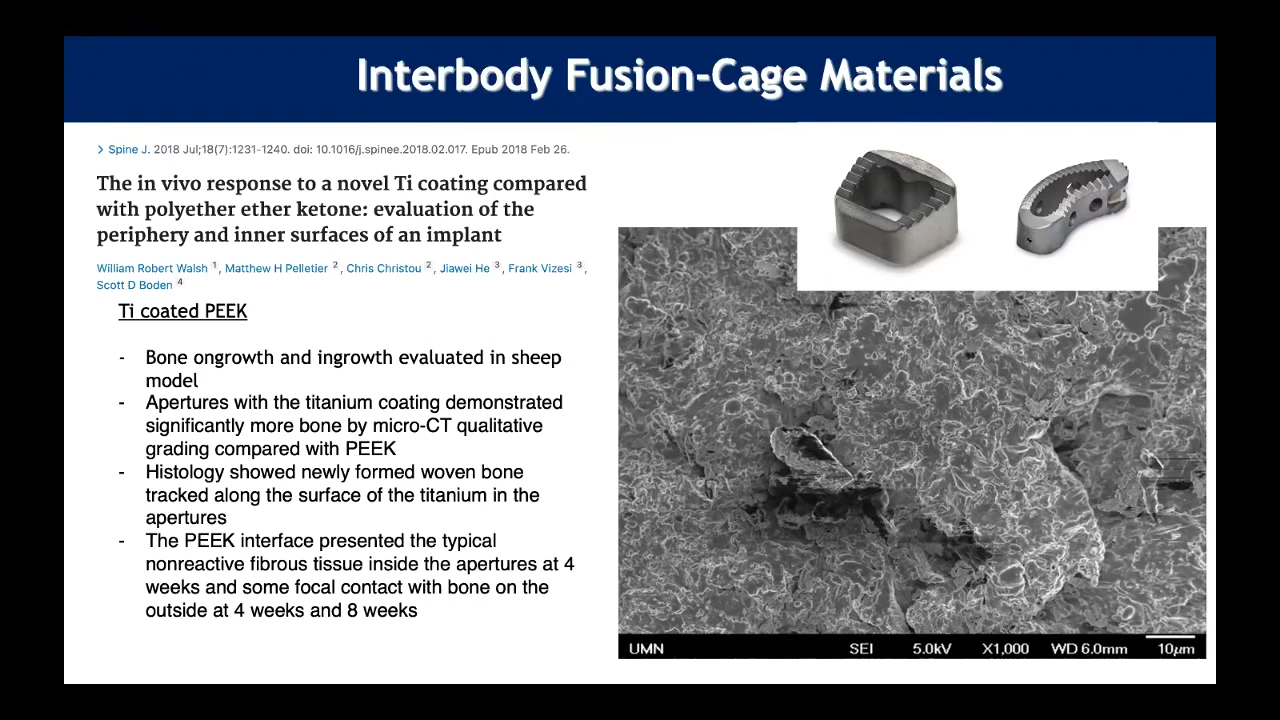 Interbody Fusion-Cage Materials
> Spine J. 2018 Jul;18(7):1231-1240. doi: 10.1016/j.spinee.2018.02.017. Epub 2018 Feb 26.
The in vivo response to a novel Ti coating compared
with polyether ether ketone: evaluation of the
periphery and inner surfaces of an implant
William Robert Walsh 1, Matthew H Pelletier 2, Chris Christou 2, Jiawei He 3, Frank Vizesi 3,
Scott D Boden 4
Ti coated PEEK
- Bone ongrowth and ingrowth evaluated in sheep
model
- Apertures with the titanium coating demonstrated
significantly more bone by micro-CT qualitative
grading compared with PEEK
- Histology showed newly formed woven bone
tracked along the surface of the titanium in the
apertures
- The PEEK interface presented the typical
nonreactive fibrous tissue inside the apertures at 4
weeks and some focal contact with bone on the
outside at 4 weeks and 8 weeks
UMN SEI 5.0kV X1,000 WD 6.0mm 10μm